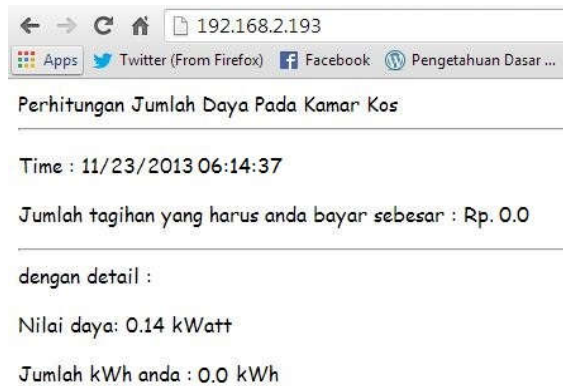 192.168.2.193
Apps Twitter (From Firefox) Facebook Pengetahuan Dasar ...
Perhitungan Jumlah Daya Pada Kamar Kos
Time : 11/23/2013 06:14:37
Jumlah tagihan yang harus anda bayar sebesar : Rp. 0.0
dengan detail :
Nilai daya: 0.14 kWatt
Jumlah kWh anda : 0.0 kWh